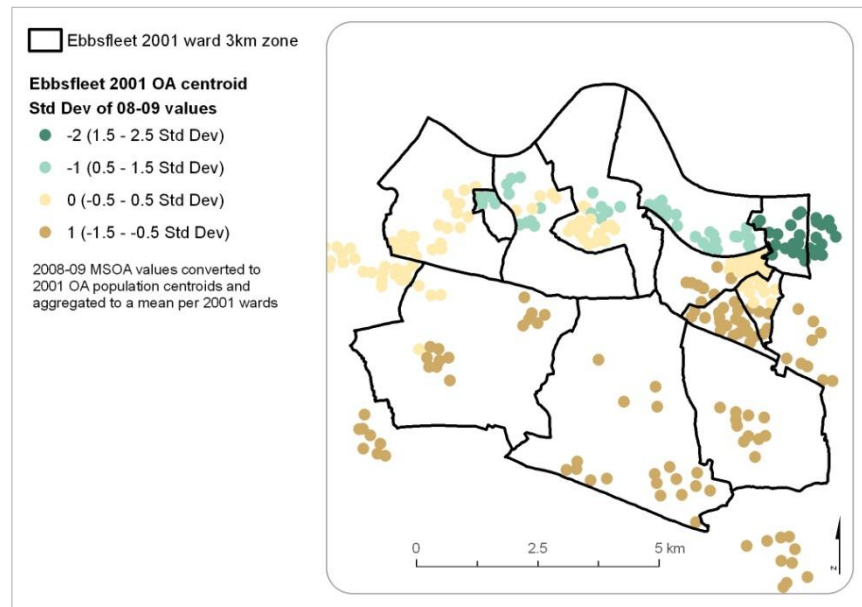 Ebbsfleet 2001 ward 3km zone
Ebbsfleet 2001 OA centroid
Std Dev of 08-09 values
-2 (1.5 - 2.5 Std Dev)
-1 (0.5 - 1.5 Std Dev)
0 (-0.5 - 0.5 Std Dev)
1 (-1.5 - -0.5 Std Dev)
2008-09 MSOA values converted to
2001 OA population centroids and
aggregated to a mean per 2001 wards
0 2.5 5 km
N